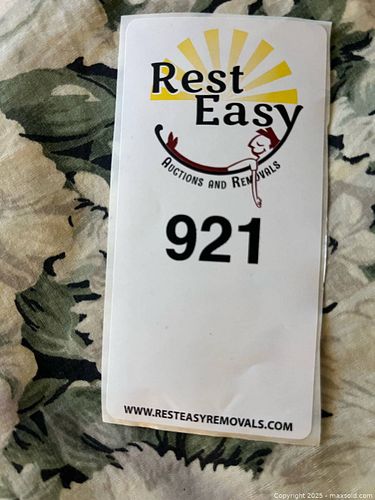 Rest
Easy
AUCTIONS AND REMOVALS
921
WWW.RESTEASYREMOVALS.COM
Copyright 2025 - maxsold.com